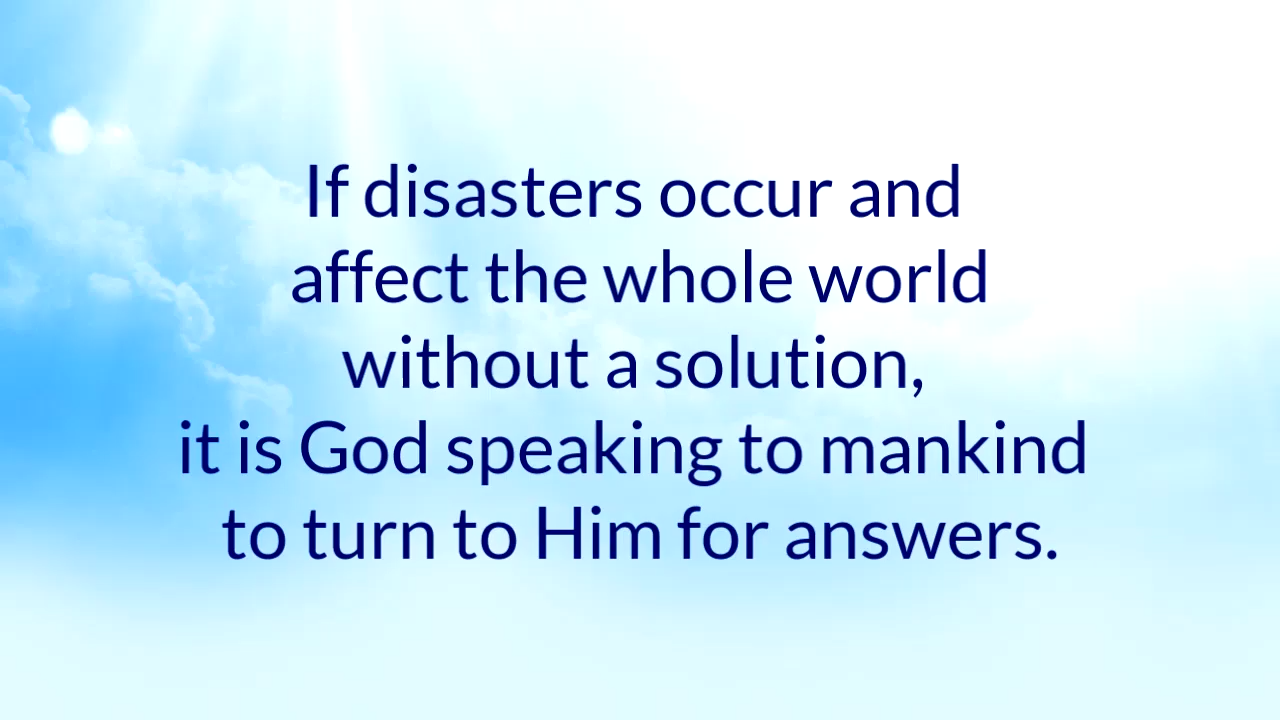 If disasters occur and
affect the whole world
without a solution,
it is God speaking to mankind
to turn to Him for answers.